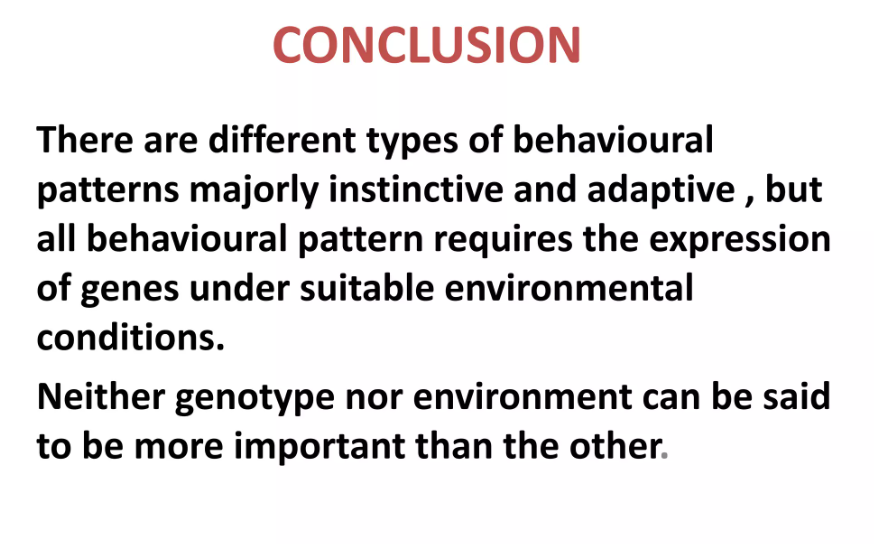 CONCLUSION
There are different types of behavioural
patterns majorly instinctive and adaptive , but
all behavioural pattern requires the expression
of genes under suitable environmental
conditions.
Neither genotype nor environment can be said
to be more important than the other.